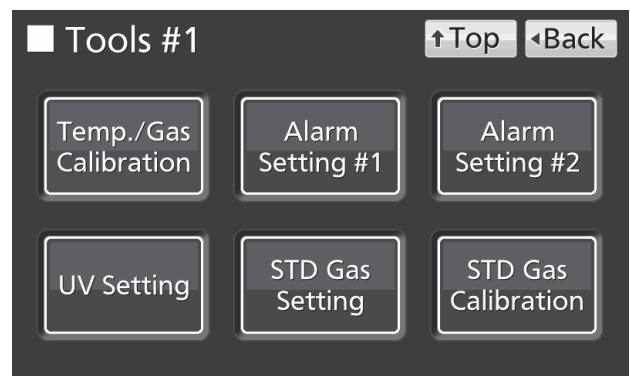 Tools #1
Top
Back
Temp./Gas
Calibration
Alarm
Setting #1
Alarm
Setting #2
UV Setting
STD Gas
Setting
STD Gas
Calibration